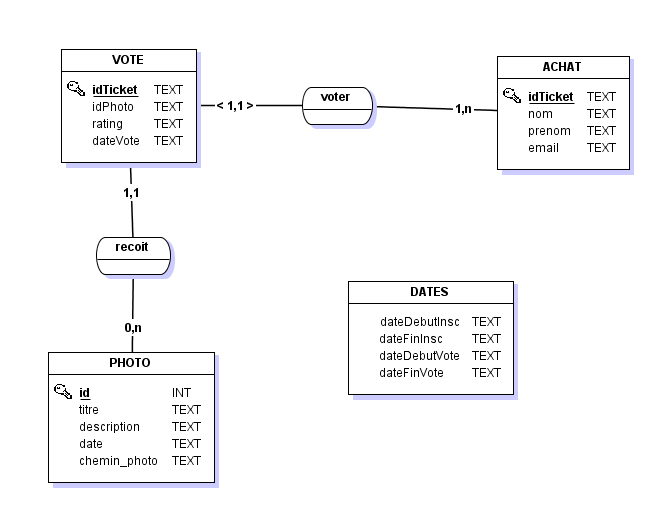 VOTE
idTicket TEXT
idPhoto TEXT
rating TEXT
dateVote TEXT
< 1,1 >
voter
1,n
ACHAT
idTicket TEXT
nom TEXT
prenom TEXT
email TEXT
1,1
recoit
0,n
DATES
dateDebutInsc TEXT
dateFinInsc TEXT
dateDebutVote TEXT
dateFinVote TEXT
PHOTO
id INT
titre TEXT
description TEXT
date TEXT
chemin_photo TEXT